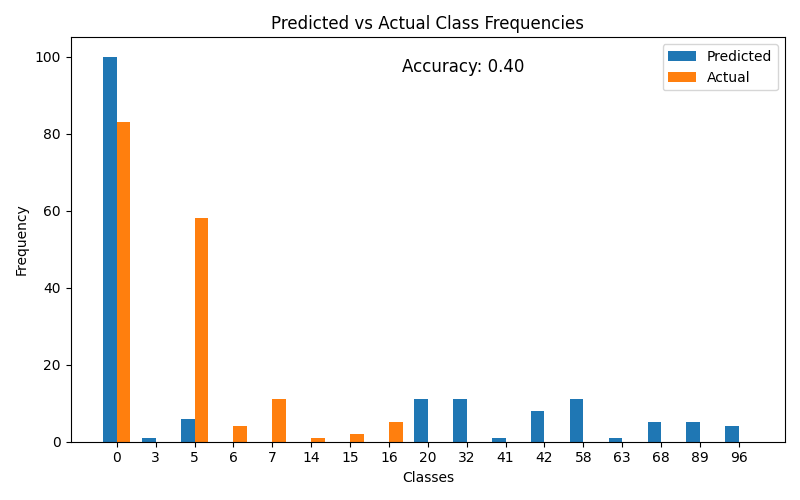 Predicted vs Actual Class Frequencies
Accuracy: 0.40
Predicted
Actual
Frequency
100
80
60
40
20
0
0 3 5 6 7 14 15 16 20 32 41 42 58 63 68 89 96
Classes